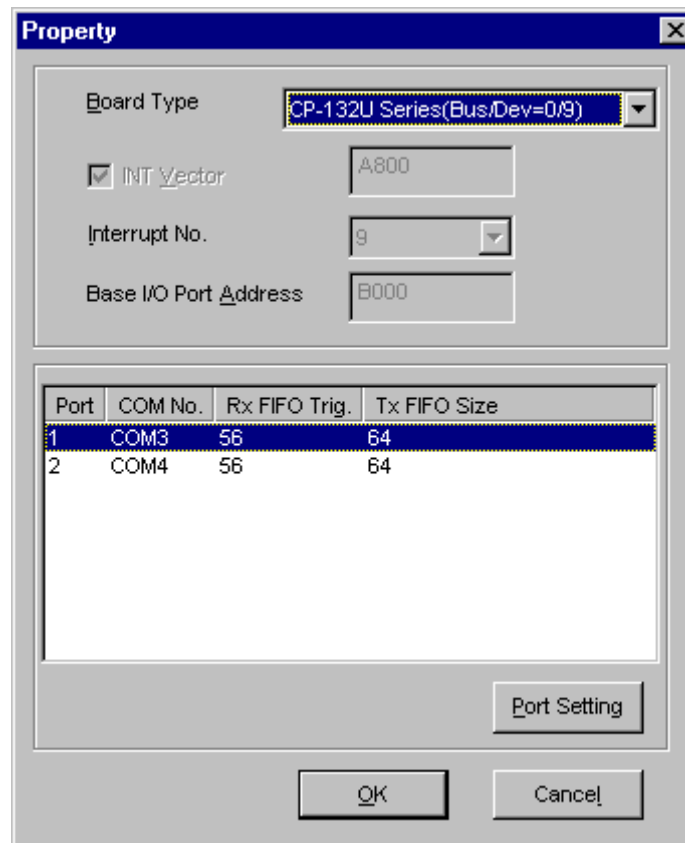 Property
Board Type CP-132U Series(Bus/Dev=0/9)
INT Vector A800
Interrupt No. 9
Base I/O Port Address B000
Port COM No. Rx FIFO Trig. Tx FIFO Size
1 COM3 56 64
2 COM4 56 64
Port Setting
OK Cancel